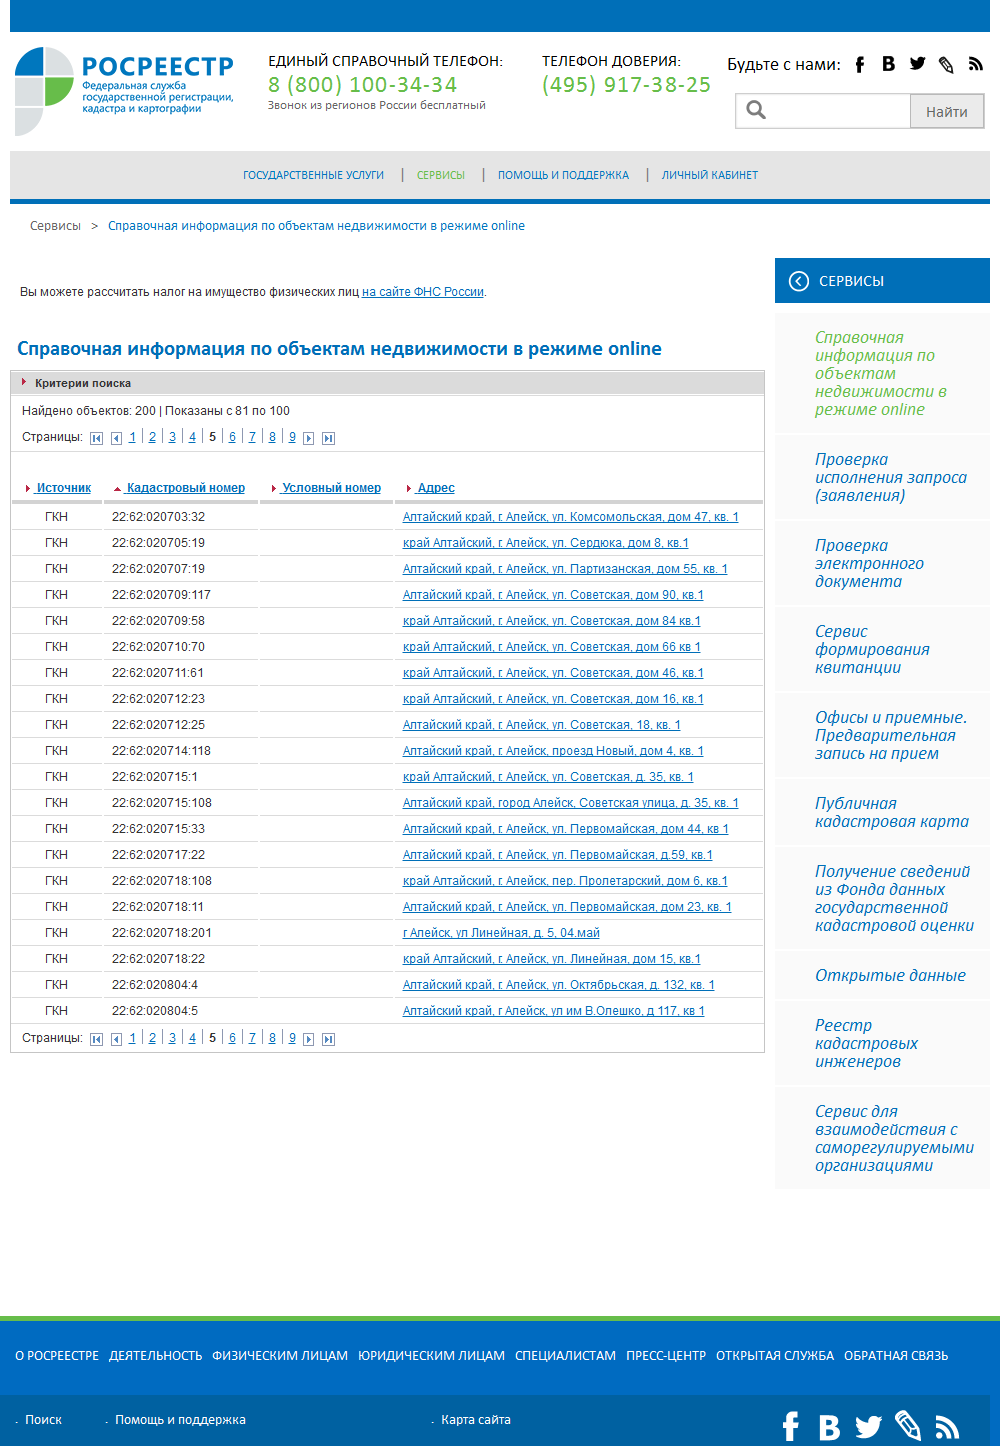 РОСРЕЕСТР
Федеральная служба
государственной регистрации,
кадастра и картографии
ЕДИНЫЙ СПРАВОЧНЫЙ ТЕЛЕФОН:
8 (800) 100-34-34
Звонок из регионов России бесплатный
ТЕЛЕФОН ДОВЕРИЯ:
(495) 917-38-25
Будьте с нами:
Найти
ГОСУДАРСТВЕННЫЕ УСЛУГИ | СЕРВИСЫ | ПОМОЩЬ И ПОДДЕРЖКА | ЛИЧНЫЙ КАБИНЕТ
Сервисы > Справочная информация по объектам недвижимости в режиме online
Вы можете рассчитать налог на имущество физических лиц на сайте ФНС России.
Справочная информация по объектам недвижимости в режиме online
Критерии поиска
Найдено объектов: 200 | Показаны с 81 по 100
Страницы: 1 | 2 | 3 | 4 | 5 | 6 | 7 | 8 | 9
Источник Кадастровый номер Условный номер Адрес
ГКН 22:62:020703:32 Алтайский край, г. Алейск, ул. Комсомольская, дом 47, кв. 1
ГКН 22:62:020705:19 край Алтайский, г. Алейск, ул. Сердюка, дом 8, кв.1
ГКН 22:62:020707:19 Алтайский край, г. Алейск, ул. Партизанская, дом 55, кв. 1
ГКН 22:62:020709:117 Алтайский край, г. Алейск, ул. Советская, дом 90, кв.1
ГКН 22:62:020709:58 край Алтайский, г. Алейск, ул. Советская, дом 84 кв.1
ГКН 22:62:020710:70 край Алтайский, г. Алейск, ул. Советская, дом 66 кв 1
ГКН 22:62:020711:61 край Алтайский, г. Алейск, ул. Советская, дом 46, кв.1
ГКН 22:62:020712:23 край Алтайский, г. Алейск, ул. Советская, дом 16, кв.1
ГКН 22:62:020712:25 Алтайский край, г. Алейск, ул. Советская, 18, кв. 1
ГКН 22:62:020714:118 Алтайский край, г. Алейск, проезд Новый, дом 4, кв. 1
ГКН 22:62:020715:1 край Алтайский, г. Алейск, ул. Советская, д. 35, кв. 1
ГКН 22:62:020715:108 Алтайский край, город Алейск, Советская улица, д. 35, кв. 1
ГКН 22:62:020715:33 Алтайский край, г. Алейск, ул. Первомайская, дом 44, кв 1
ГКН 22:62:020717:22 Алтайский край, г. Алейск, ул. Первомайская, д.59, кв.1
ГКН 22:62:020718:108 край Алтайский, г. Алейск, пер. Пролетарский, дом 6, кв.1
ГКН 22:62:020718:11 Алтайский край, г. Алейск, ул. Первомайская, дом 23, кв. 1
ГКН 22:62:020718:201 г Алейск, ул Линейная, д. 5, 04.май
ГКН 22:62:020718:22 край Алтайский, г. Алейск, ул. Линейная, дом 15, кв.1
ГКН 22:62:020804:4 Алтайский край, г. Алейск, ул. Октябрьская, д. 132, кв. 1
ГКН 22:62:020804:5 Алтайский край, г Алейск, ул им В.Олешко, д 117, кв 1
Страницы: 1 | 2 | 3 | 4 | 5 | 6 | 7 | 8 | 9
СЕРВИСЫ
Справочная
информация по
объектам
недвижимости в
режиме online
Проверка
исполнения запроса
(заявления)
Проверка
электронного
документа
Сервис
формирования
квитанции
Офисы и приемные.
Предварительная
запись на прием
Публичная
кадастровая карта
Получение сведений
из Фонда данных
государственной
кадастровой оценки
Открытые данные
Реестр
кадастровых
инженеров
Сервис для
взаимодействия с
саморегулируемыми
организациями
О РОСРЕЕСТРЕ ДЕЯТЕЛЬНОСТЬ ФИЗИЧЕСКИМ ЛИЦАМ ЮРИДИЧЕСКИМ ЛИЦАМ СПЕЦИАЛИСТАМ ПРЕСС-ЦЕНТР ОТКРЫТАЯ СЛУЖБА ОБРАТНАЯ СВЯЗЬ
Поиск Помощь и поддержка Карта сайта